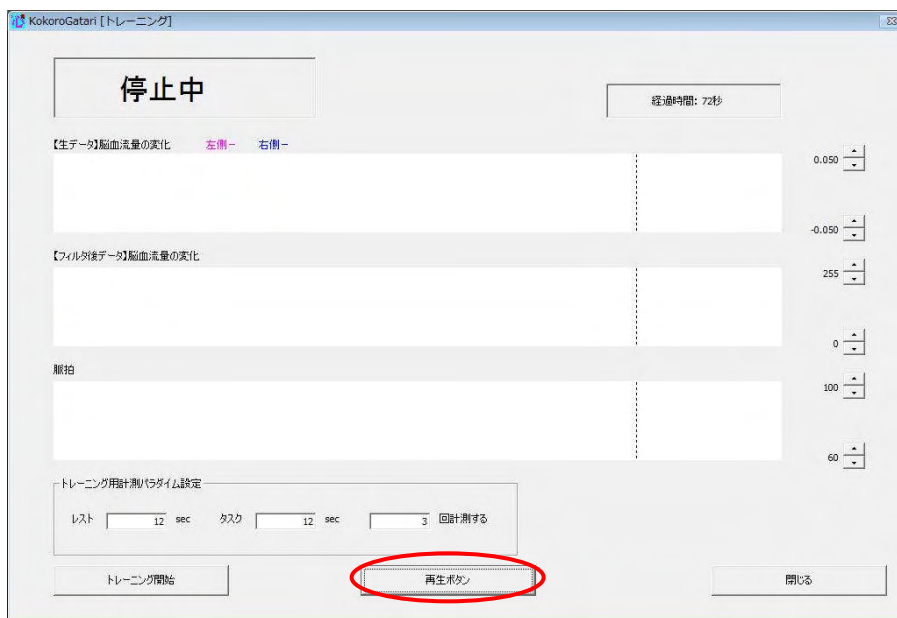 KokoroGatari [トレーニング]
停止中
経過時間: 72秒
【生データ】脳血流量の変化 左側－ 右側－
0.050
-0.050
【フィルタ後データ】脳血流量の変化
255
0
脈拍
100
60
トレーニング用計測パラダイム設定
レスト 12 sec タスク 12 sec 3 回計測する
トレーニング開始 再生ボタン 閉じる